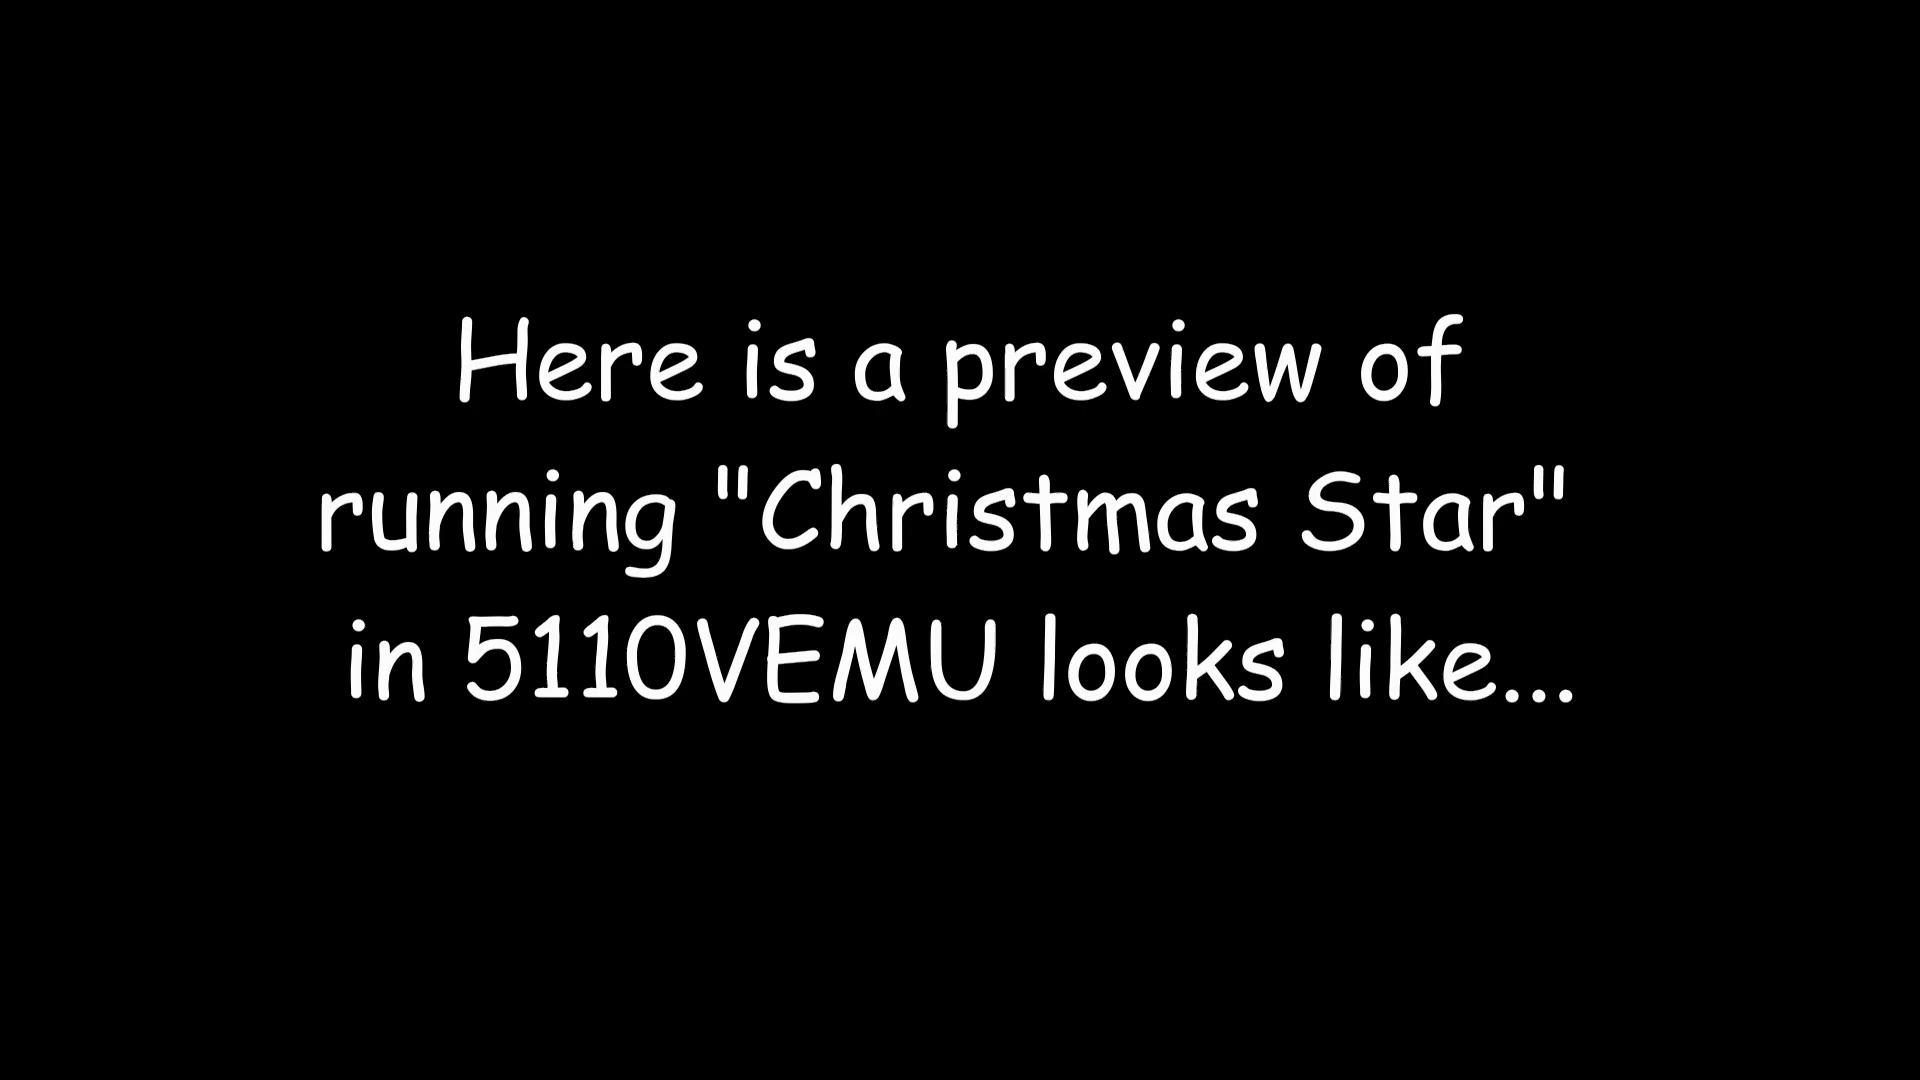 Here is a preview of
running "Christmas Star"
in 5110VEMU looks like...